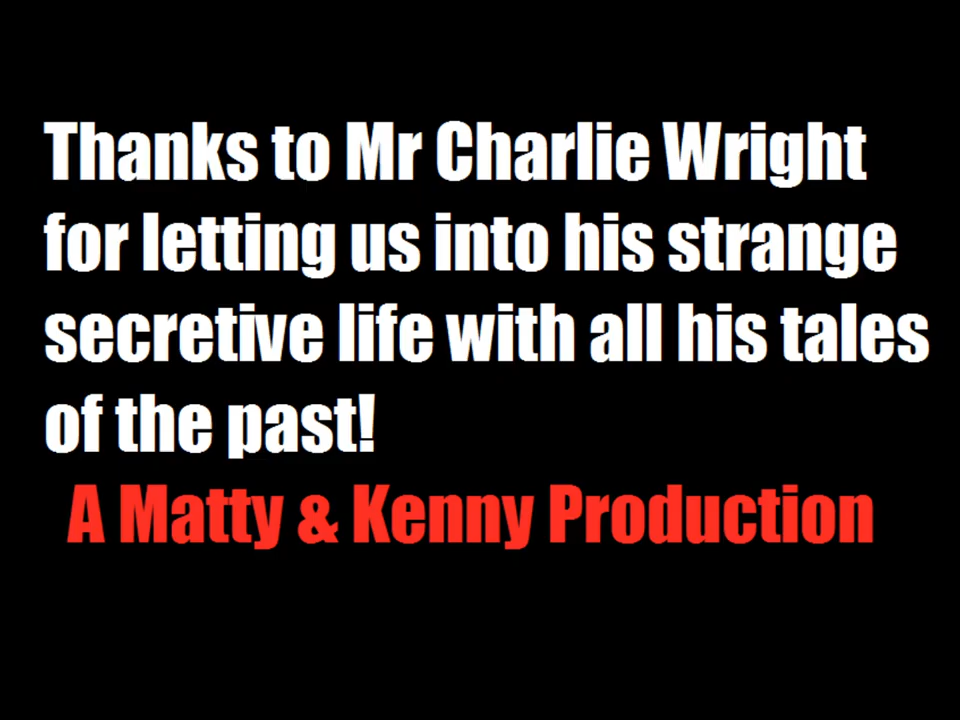 Thanks to Mr Charlie Wright
for letting us into his strange
secretive life with all his tales
of the past!
A Matty & Kenny Production